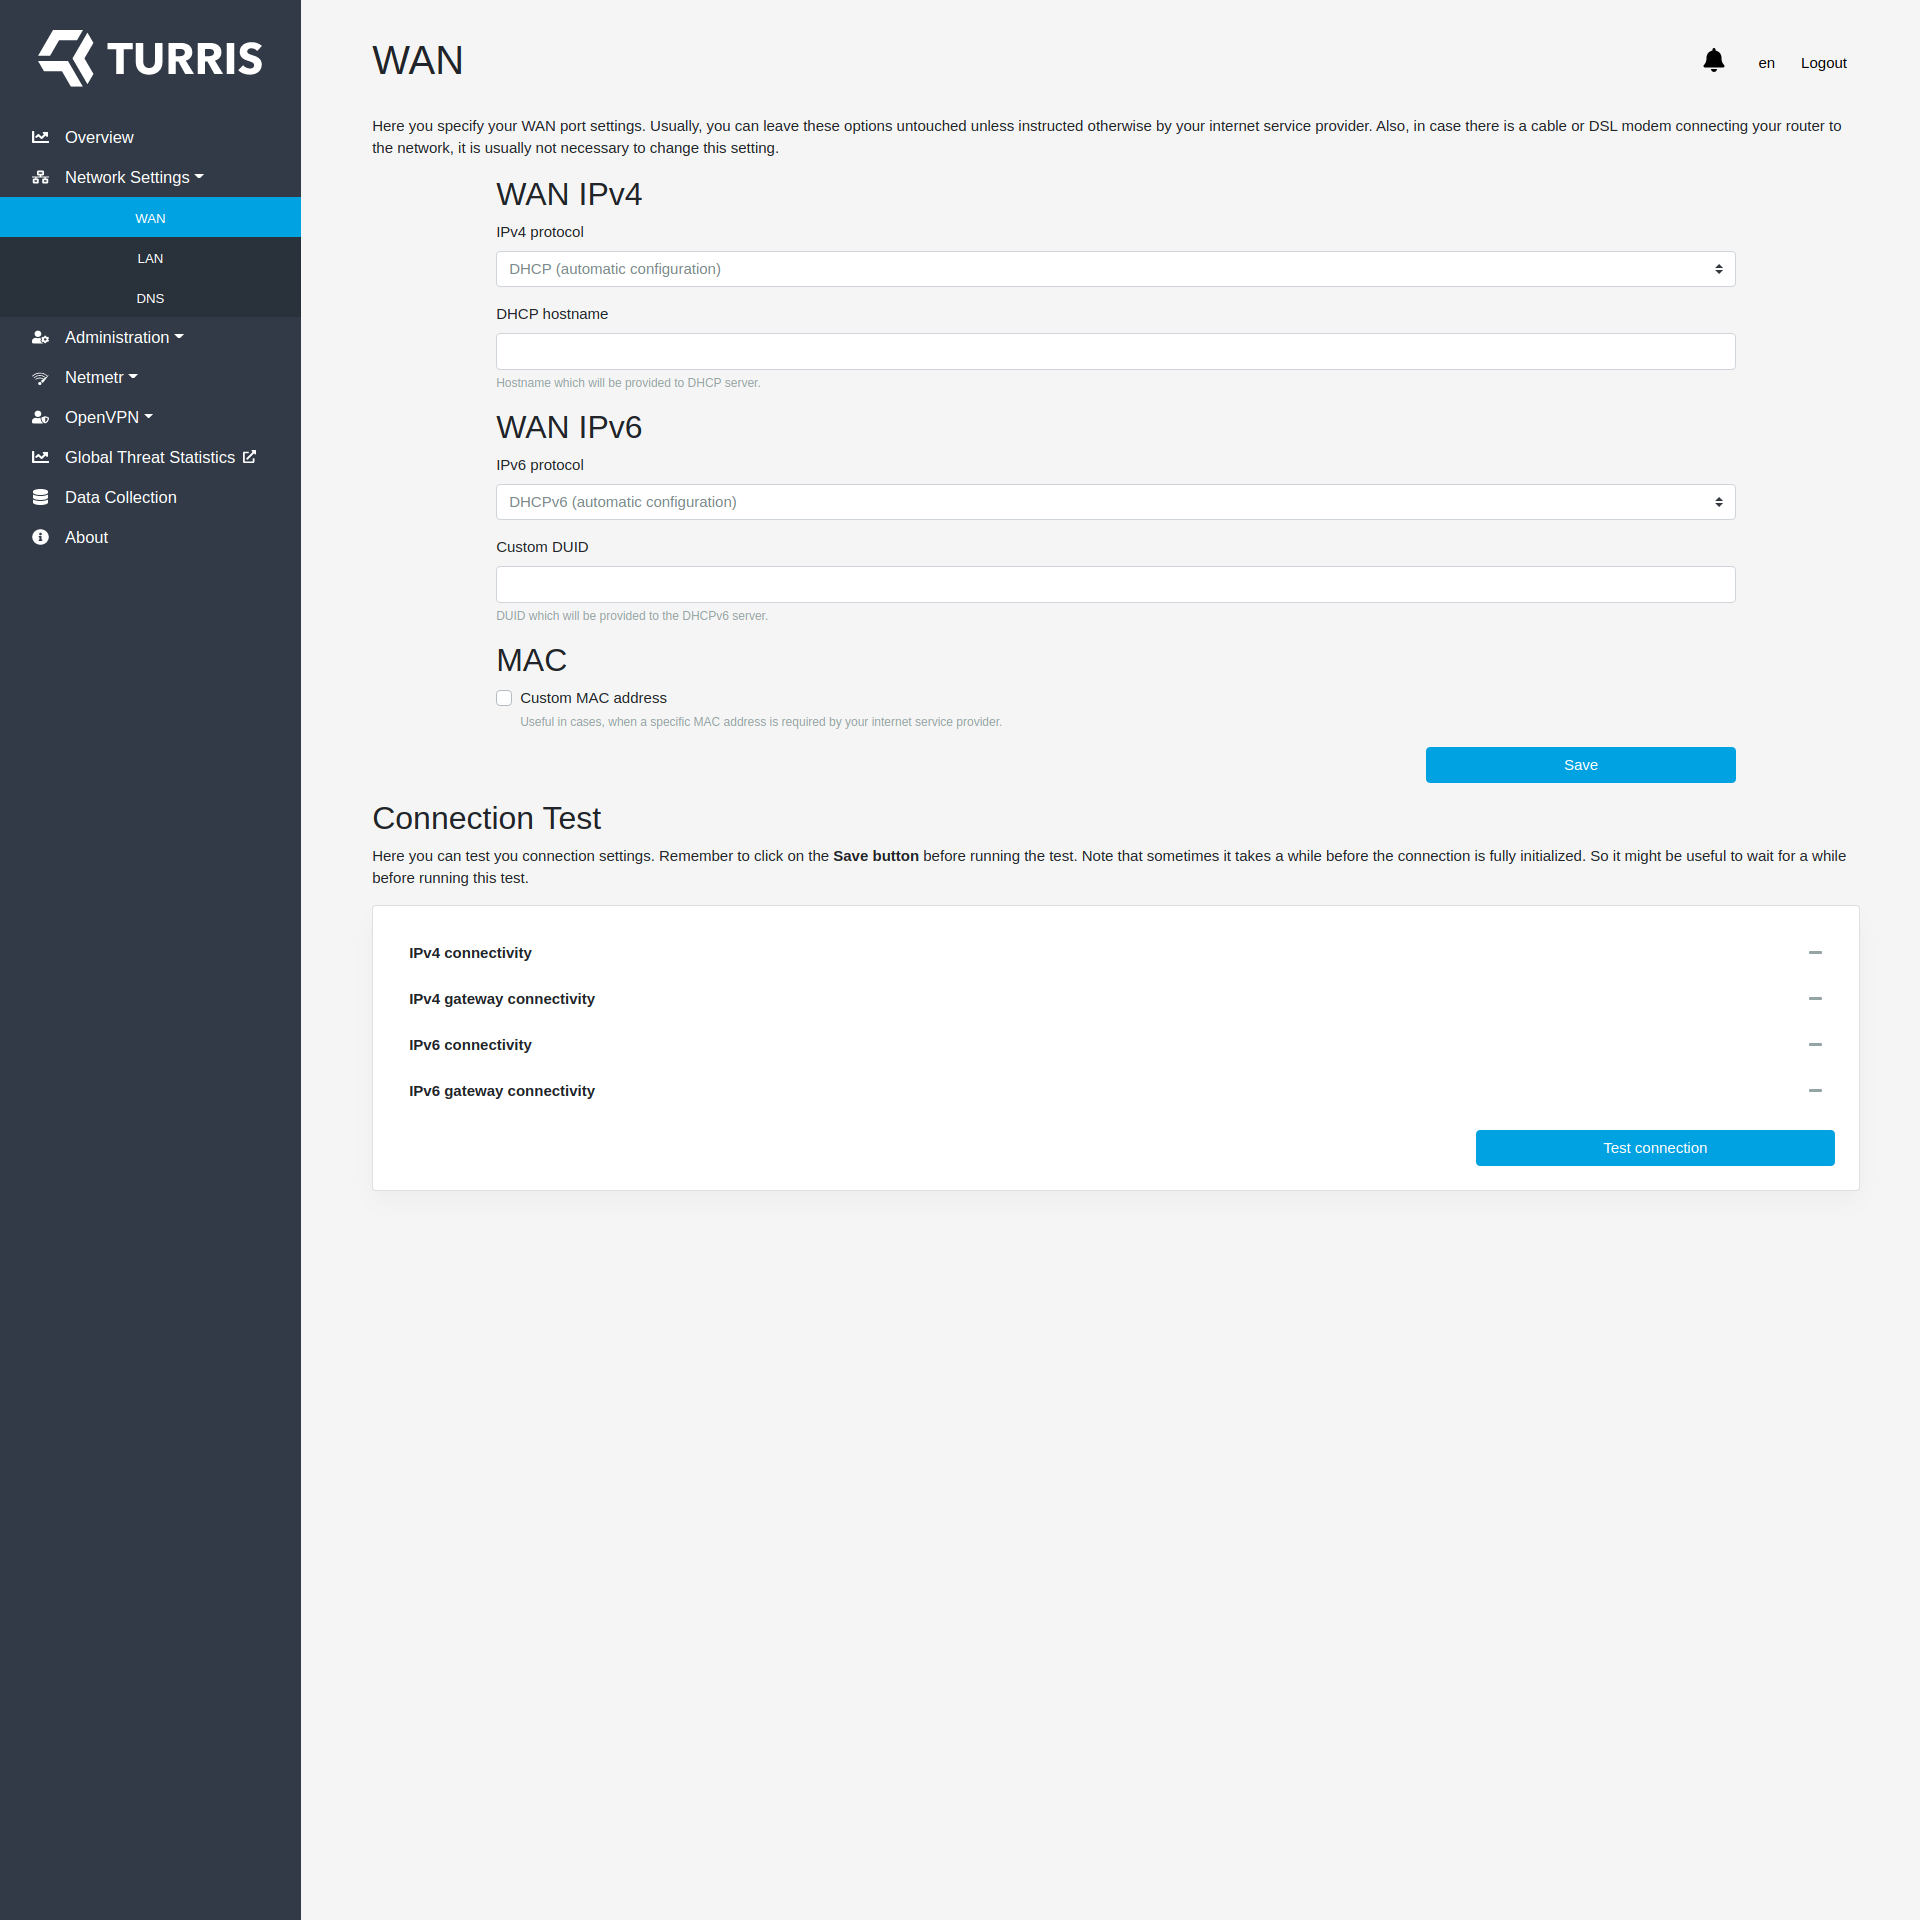 TURRIS
Overview
Network Settings
WAN
LAN
DNS
Administration
Netmetr
OpenVPN
Global Threat Statistics
Data Collection
About
WAN
en
Logout
Here you specify your WAN port settings. Usually, you can leave these options untouched unless instructed otherwise by your internet service provider. Also, in case there is a cable or DSL modem connecting your router to
the network, it is usually not necessary to change this setting.
WAN IPv4
IPv4 protocol
DHCP (automatic configuration)
DHCP hostname
Hostname which will be provided to DHCP server.
WAN IPv6
IPv6 protocol
DHCPv6 (automatic configuration)
Custom DUID
DUID which will be provided to the DHCPv6 server.
MAC
Custom MAC address
Useful in cases, when a specific MAC address is required by your internet service provider.
Save
Connection Test
Here you can test you connection settings. Remember to click on the Save button before running the test. Note that sometimes it takes a while before the connection is fully initialized. So it might be useful to wait for a while
before running this test.
IPv4 connectivity
IPv4 gateway connectivity
IPv6 connectivity
IPv6 gateway connectivity
Test connection